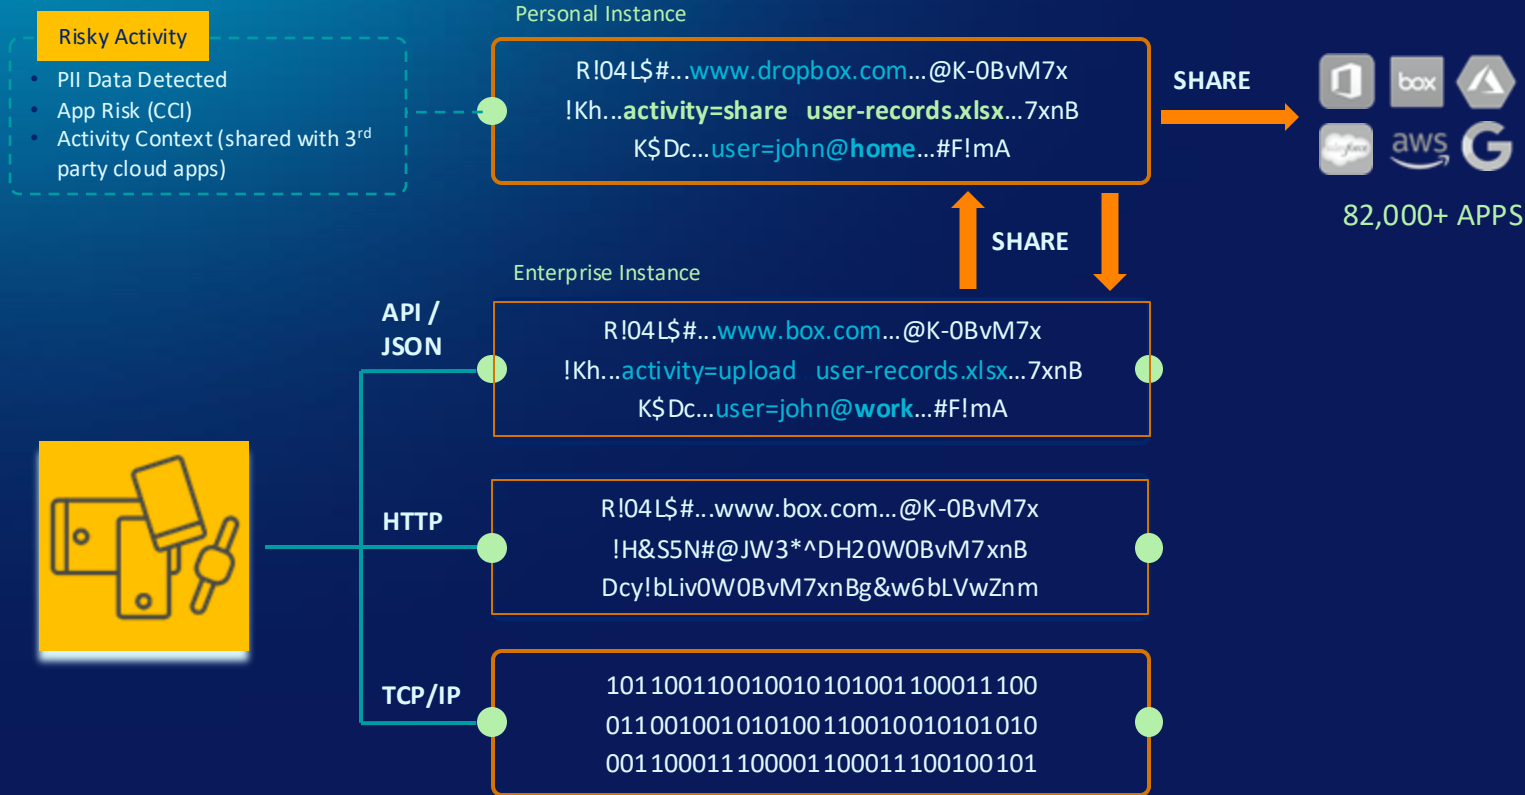 Personal Instance
Risky Activity
• PII Data Detected
• App Risk (CCI)
• Activity Context (shared with 3rd
party cloud apps)
R!04L$#...www.dropbox.com...@K-0BvM7x
!Kh...activity=share user-records.xlsx...7xnB
K$Dc...user=john@home...#F!mA
SHARE
box
aws
G
82,000+ APPS
SHARE
Enterprise Instance
API /
JSON
R!04L$#...www.box.com...@K-0BvM7x
!Kh...activity=upload user-records.xlsx...7xnB
K$Dc...user=john@work...#F!mA
HTTP
R!04L$#...www.box.com...@K-0BvM7x
!H&S5N#@JW3*^DH20W0BvM7xnB
Dcy!bLiv0W0BvM7xnBg&w6bLVwZnm
TCP/IP
101100110010010101001100011100
0110010010101001100100101010​10
0011000111000011000111001001​01